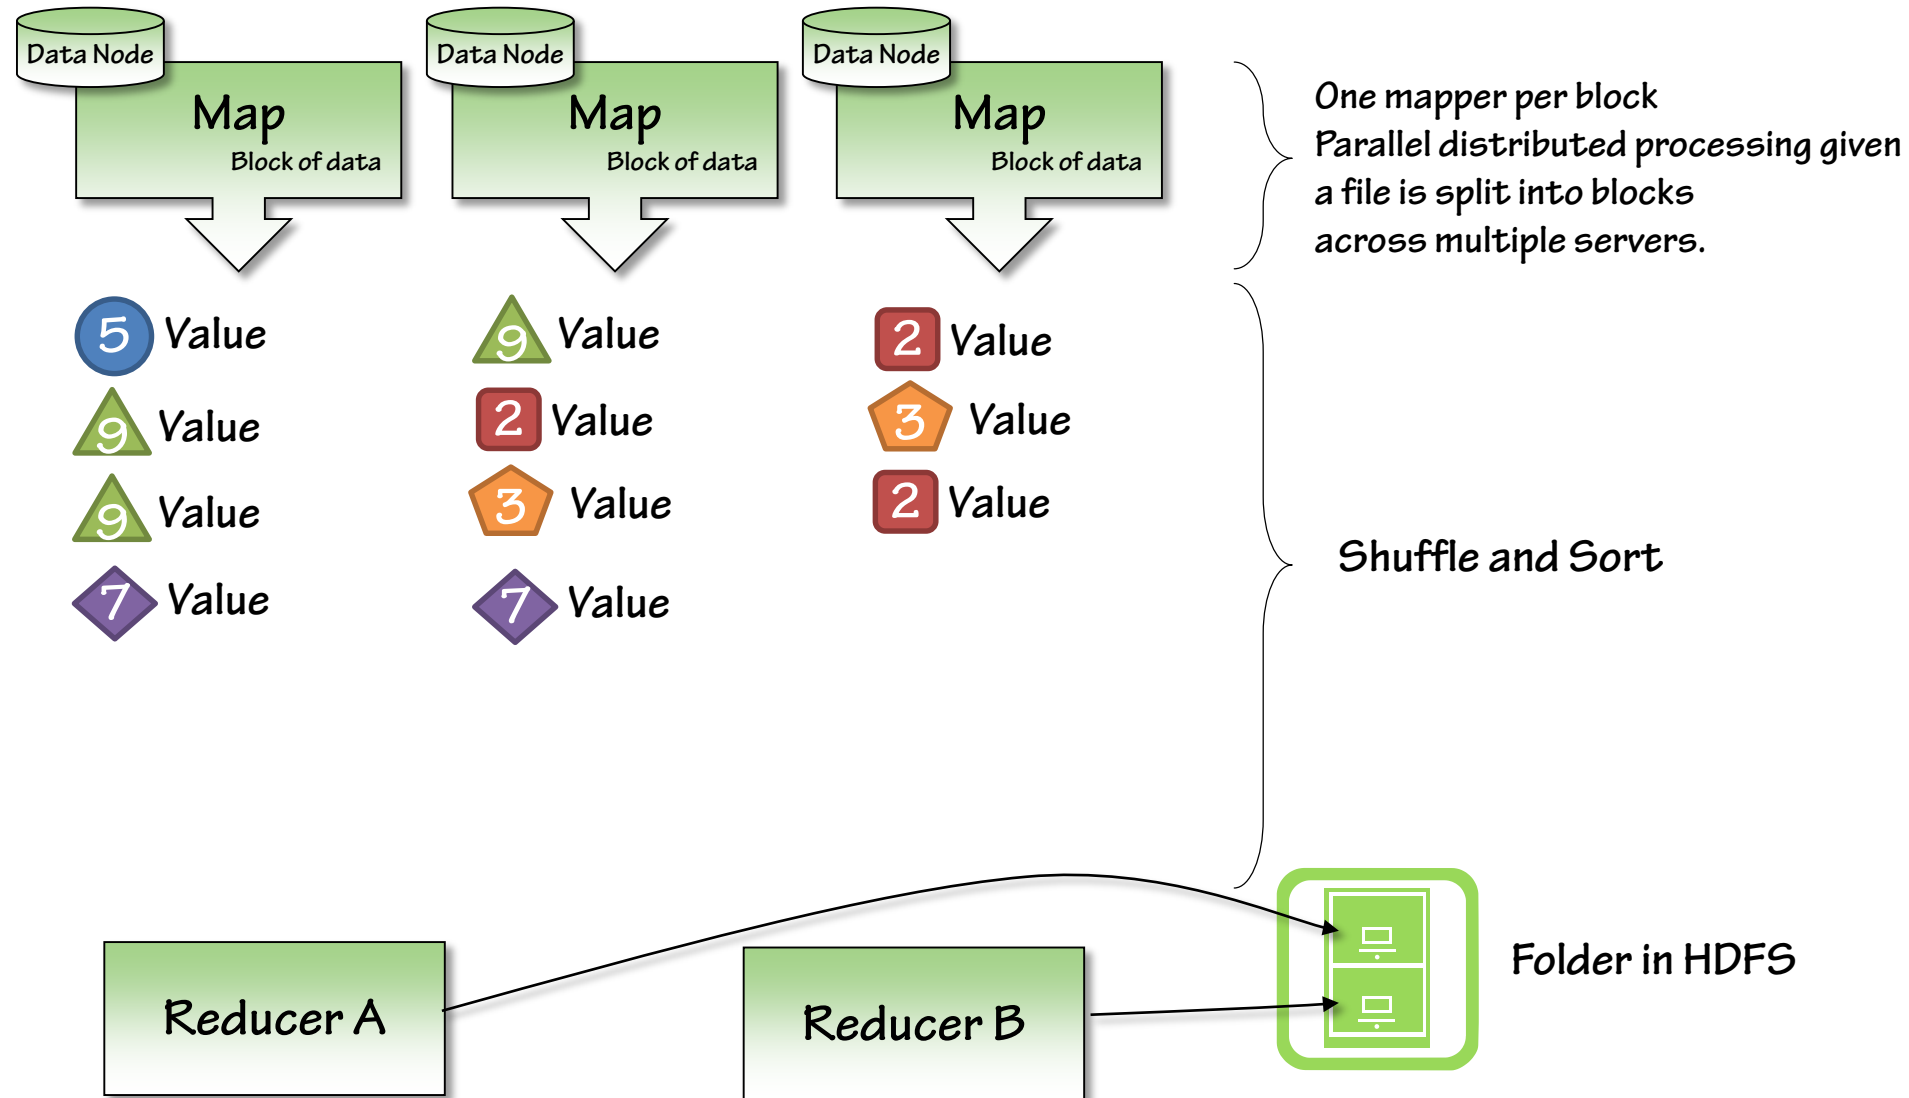 Data Node
Data Node
Data Node
Map
Block of data
Map
Block of data
Map
Block of data
One mapper per block
Parallel distributed processing given
a file is split into blocks
across multiple servers.
5 Value
9 Value
9 Value
7 Value
9 Value
2 Value
3 Value
7 Value
2 Value
3 Value
2 Value
Shuffle and Sort
Reducer A
Reducer B
Folder in HDFS